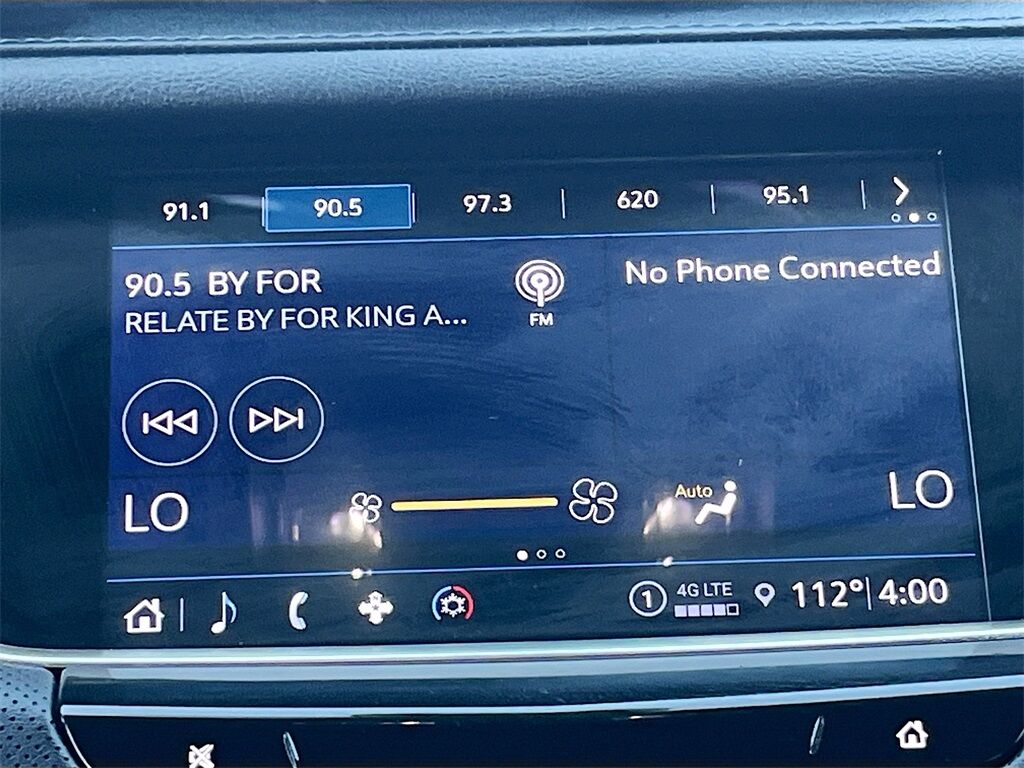 91.1 90.5 97.3 620 95.1
90.5 BY FOR
RELATE BY FOR KING A...
FM
No Phone Connected
LO
Auto
LO
1 4G LTE 112° 4:00